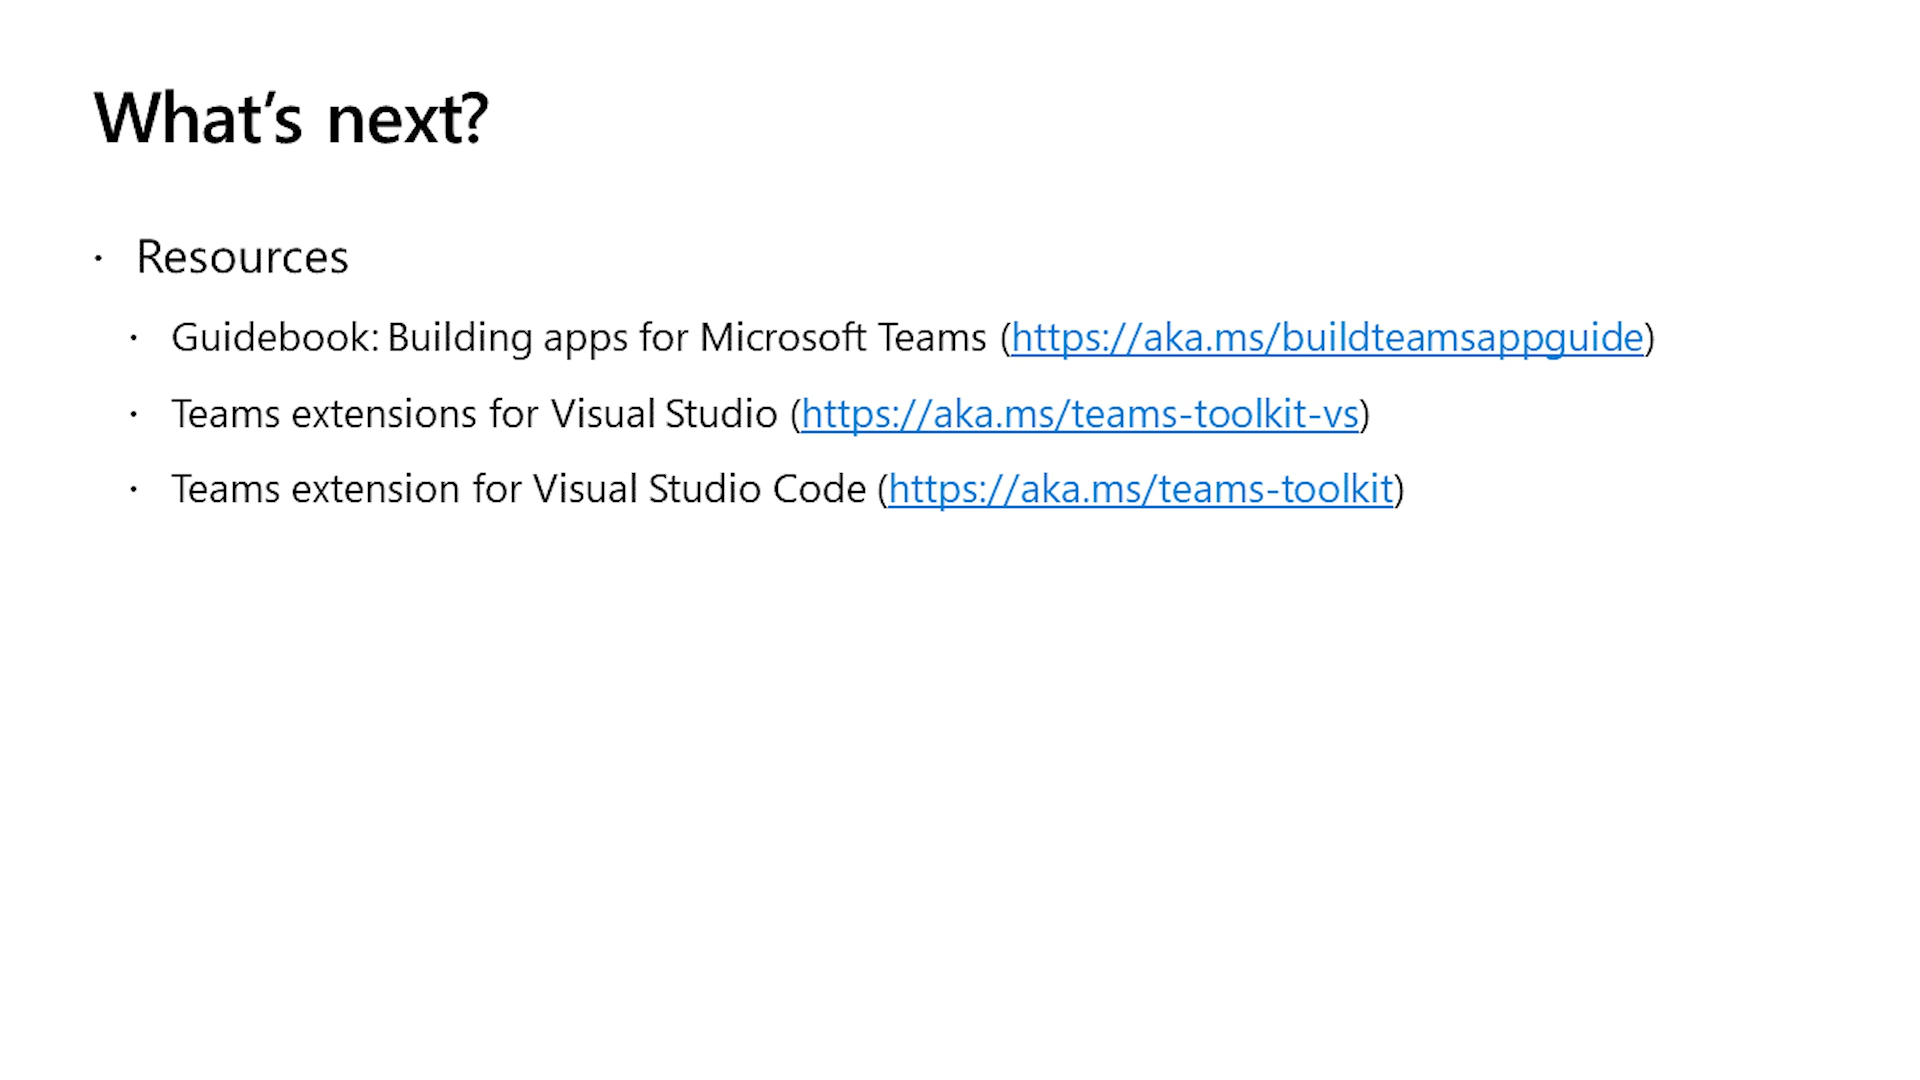 What’s next?
· Resources
· Guidebook: Building apps for Microsoft Teams (https://aka.ms/buildteamsappguide)
· Teams extensions for Visual Studio (https://aka.ms/teams-toolkit-vs)
· Teams extension for Visual Studio Code (https://aka.ms/teams-toolkit)